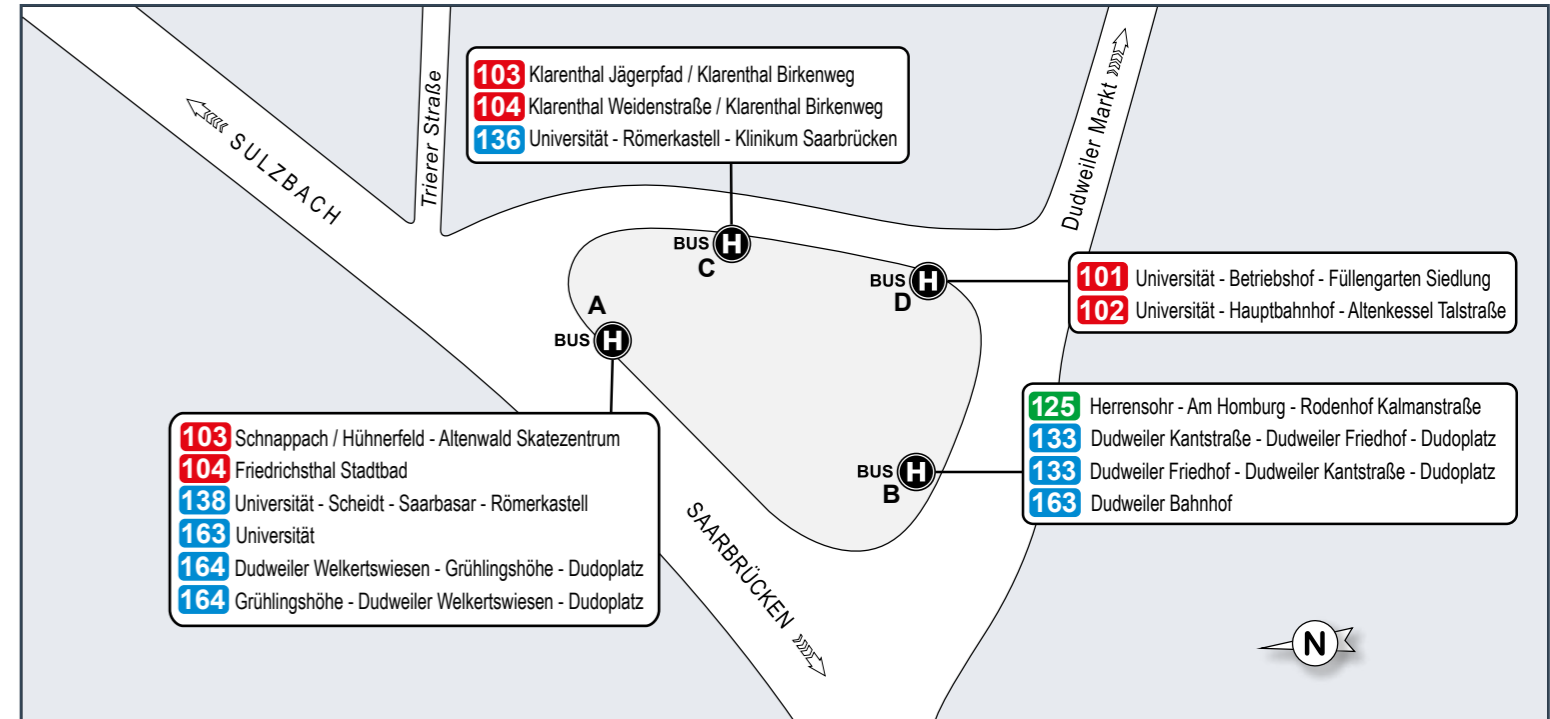 103 Klarenthal Jägerpfad / Klarenthal Birkenweg
104 Klarenthal Weidenstraße / Klarenthal Birkenweg
136 Universität - Römerkastell - Klinikum Saarbrücken
Trierer Straße
SULZBACH
Dudweiler Markt
BUS H
C
BUS H
D
101 Universität - Betriebshof - Füllengarten Siedlung
102 Universität - Hauptbahnhof - Altenkessel Talstraße
A
BUS H
125 Herrensohr - Am Homburg - Rodenhof Kalmanstraße
133 Dudweiler Kantstraße - Dudweiler Friedhof - Dudoplatz
133 Dudweiler Friedhof - Dudweiler Kantstraße - Dudoplatz
163 Dudweiler Bahnhof
BUS H
B
103 Schnappach / Hühnerfeld - Altenwald Skatezentrum
104 Friedrichsthal Stadtbad
138 Universität - Scheidt - Saarbasar - Römerkastell
163 Universität
164 Dudweiler Welkertswiesen - Grühlingshöhe - Dudoplatz
164 Grühlingshöhe - Dudweiler Welkertswiesen - Dudoplatz
SAARBRÜCKEN
N